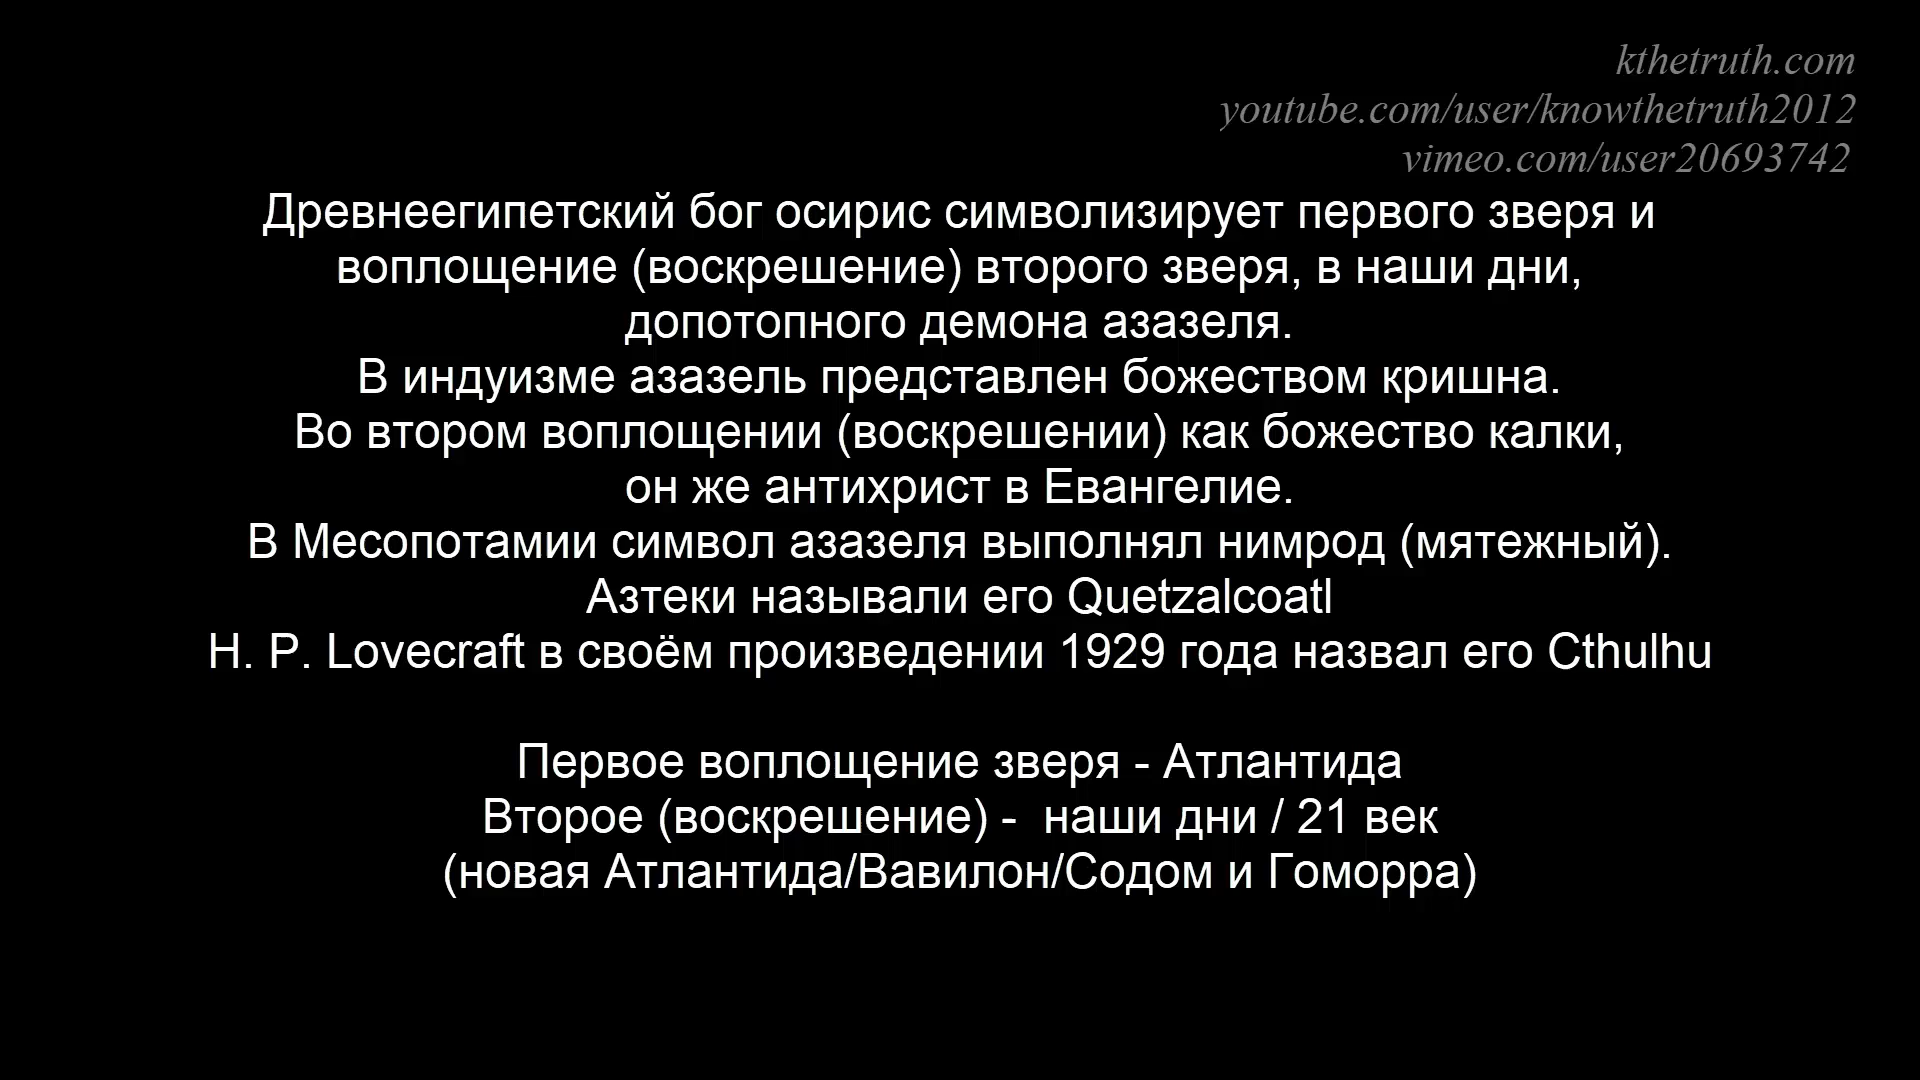 kthetruth.com
youtube.com/user/knowthetruth2012
vimeo.com/user20693742
Древнеегипетский бог осирис символизирует первого зверя и
воплощение (воскрешение) второго зверя, в наши дни,
допотопного демона азазеля.
В индуизме азазель представлен божеством кришна.
Во втором воплощении (воскрешении) как божество калки,
он же антихрист в Евангелие.
В Месопотамии символ азазеля выполнял нимрод (мятежный).
Азтеки называли его Quetzalcoatl
H. P. Lovecraft в своём произведении 1929 года назвал его Cthulhu
Первое воплощение зверя - Атлантида
Второе (воскрешение) -  наши дни / 21 век
(новая Атлантида/Вавилон/Содом и Гоморра)